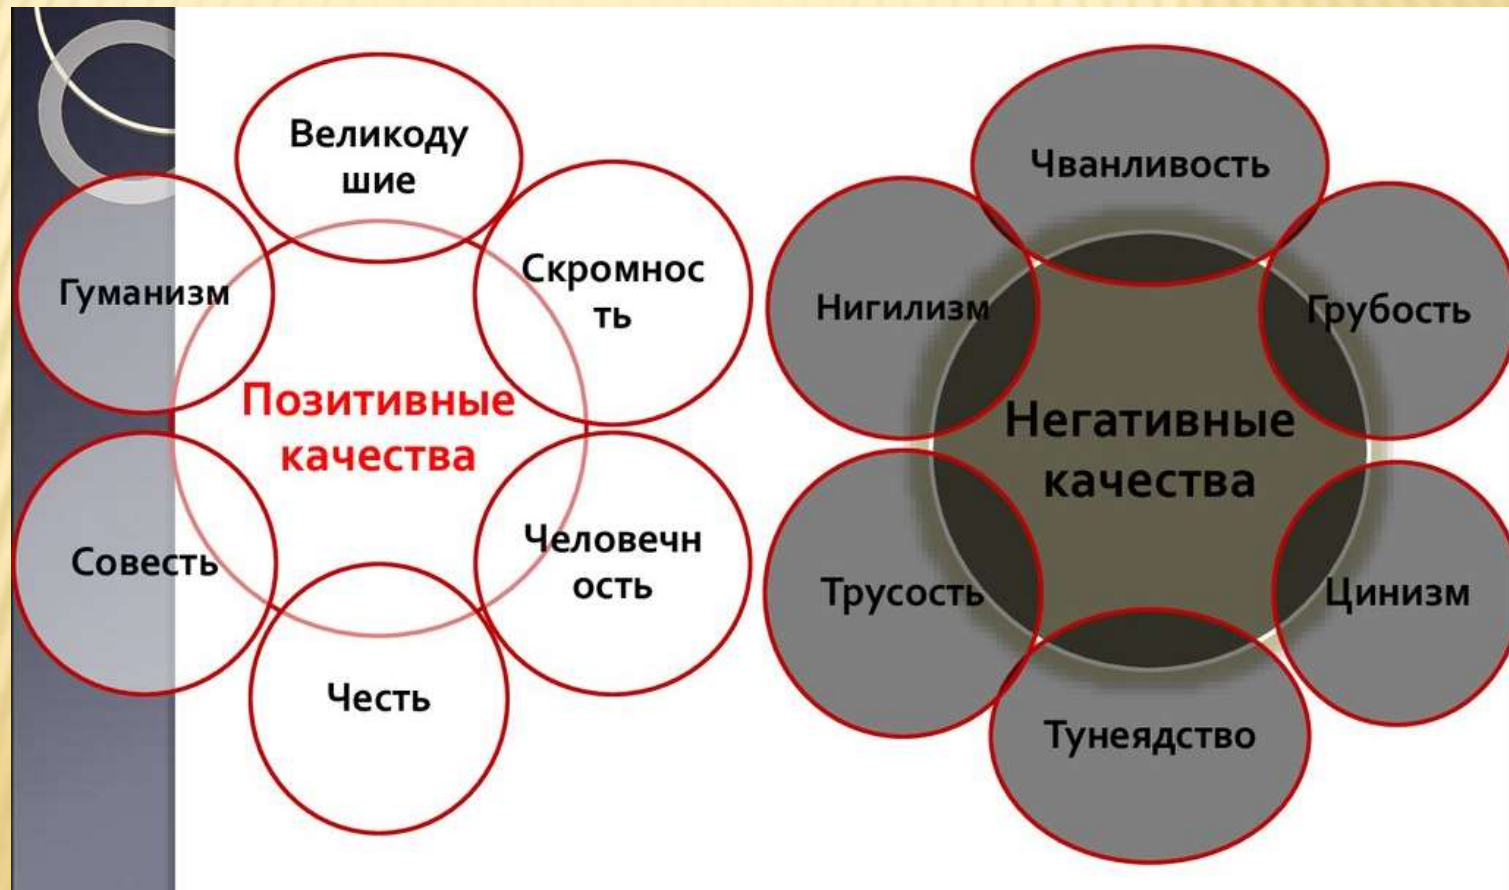 Великоду
шие
Гуманизм
Скромнос
ть
Позитивные
качества
Совесть
Человечн
ость
Честь
Чванливость
Нигилизм
Грубость
Негативные
качества
Трусость
Цинизм
Тунеядство